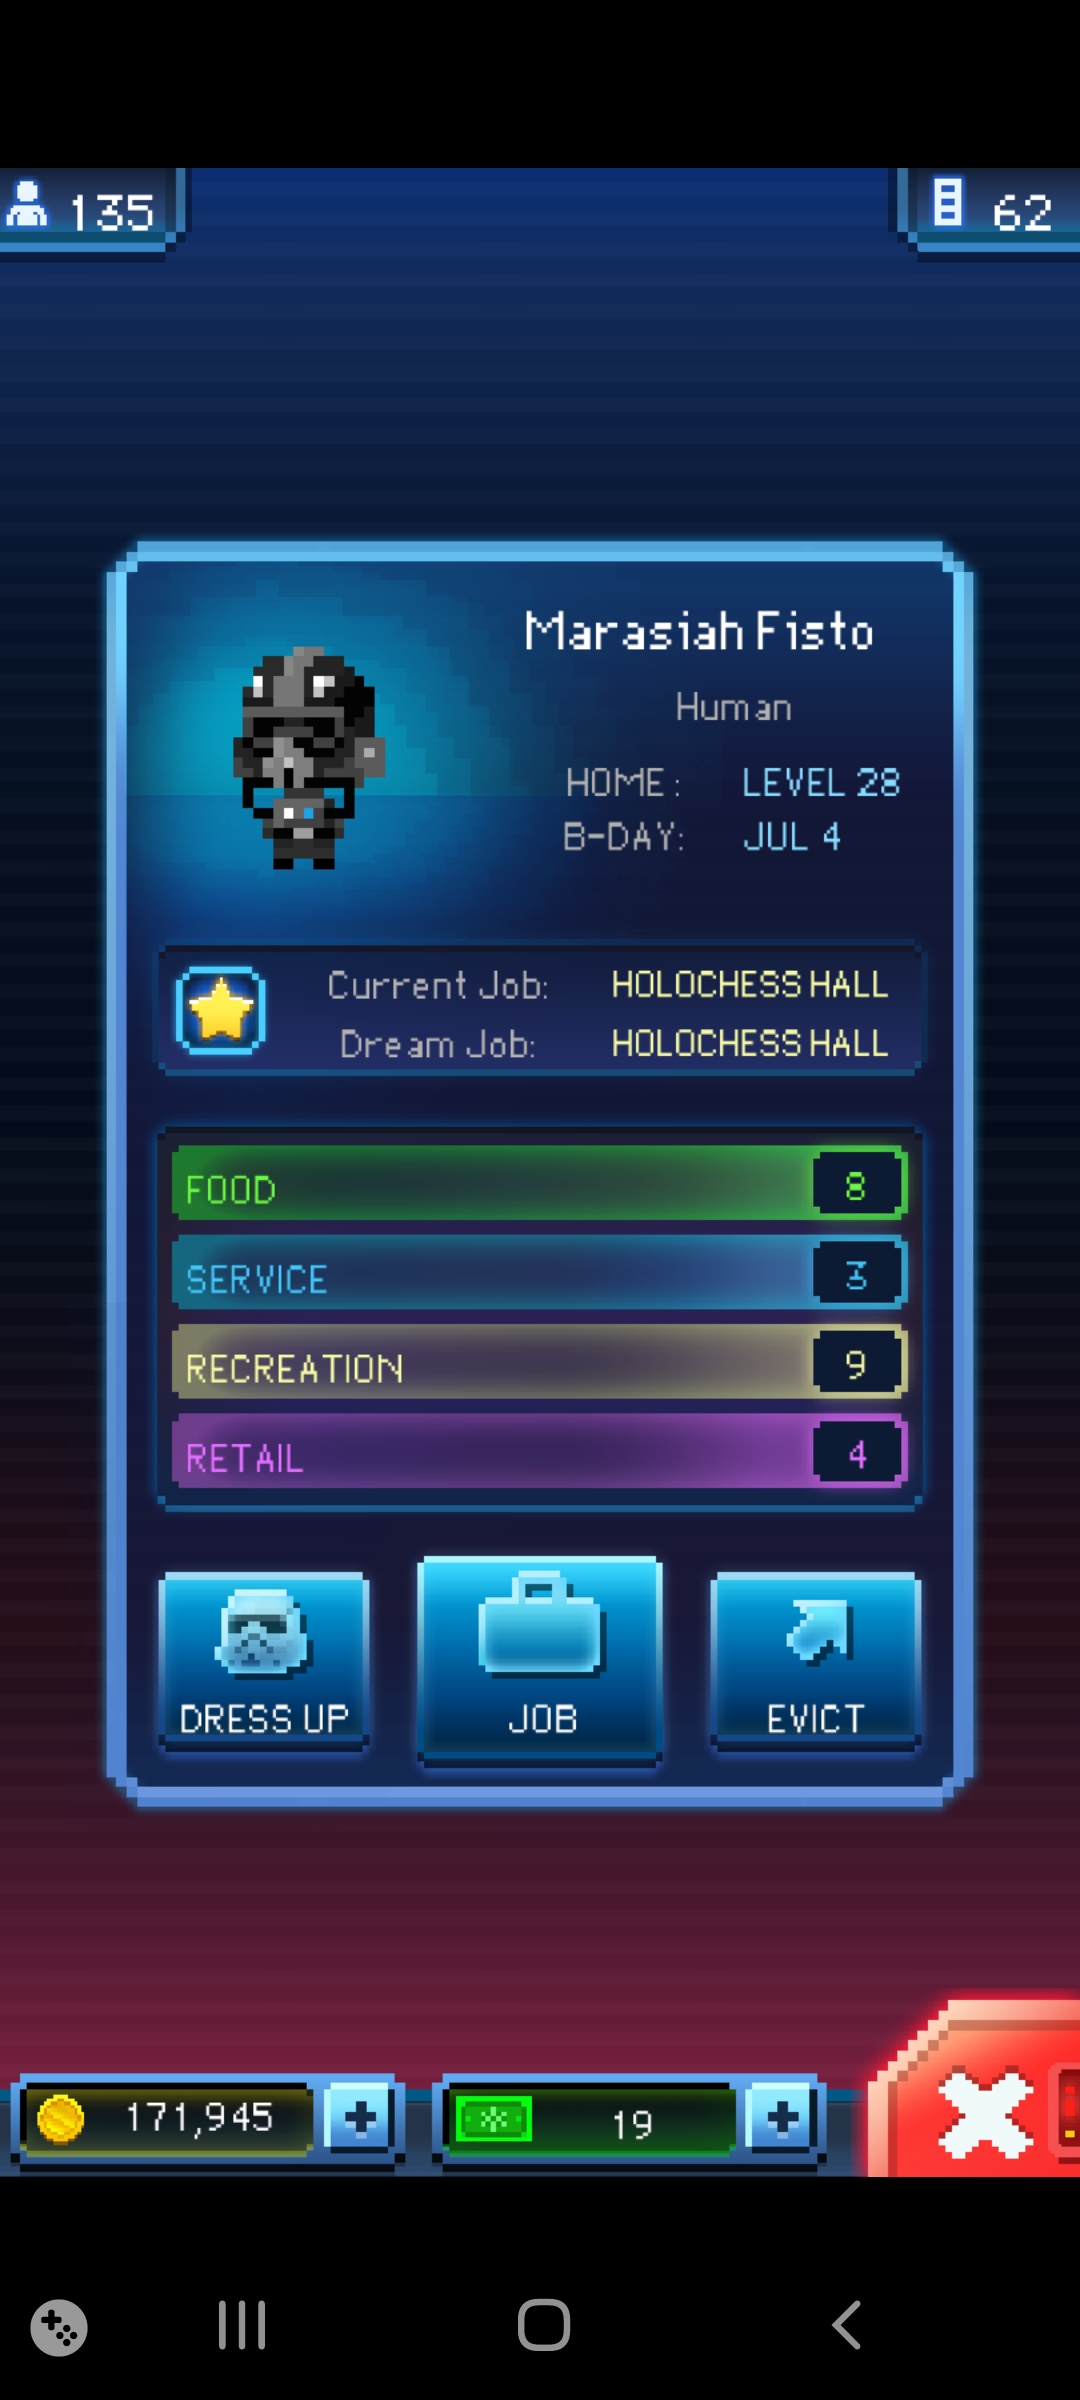 135
62
Marasiah Fisto
Human
HOME: LEVEL 28
B-DAY: JUL 4
Current Job: HOLOCHESS HALL
Dream Job: HOLOCHESS HALL
FOOD 8
SERVICE 3
RECREATION 9
RETAIL 4
DRESS UP
JOB
EVICT
171,945
19